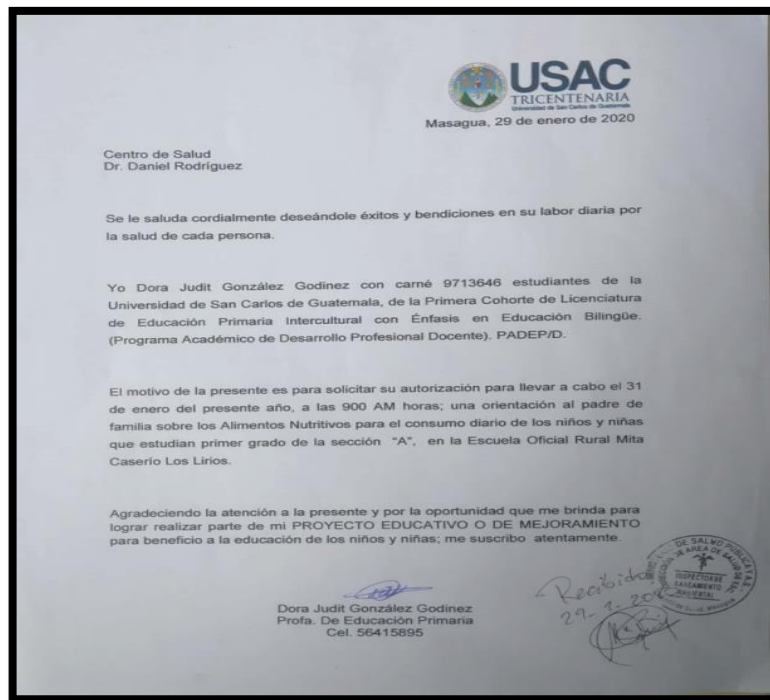 USAC
TRICENTENARIA
Universidad de San Carlos de Guatemala
Masagua, 29 de enero de 2020
Centro de Salud
Dr. Daniel Rodríguez
Se le saluda cordialmente deseándole éxitos y bendiciones en su labor diaria por
la salud de cada persona.
Yo Dora Judit González Godinez con carné 9713646 estudiantes de la
Universidad de San Carlos de Guatemala, de la Primera Cohorte de Licenciatura
de Educación Primaria Intercultural con Énfasis en Educación Bilingüe.
(Programa Académico de Desarrollo Profesional Docente). PADEP/D.
El motivo de la presente es para solicitar su autorización para llevar a cabo el 31
de enero del presente año, a las 900 AM horas; una orientación al padre de
familia sobre los Alimentos Nutritivos para el consumo diario de los niños y niñas
que estudian primer grado de la sección "A", en la Escuela Oficial Rural Mita
Caserío Los Lirios.
Agradeciendo la atención a la presente y por la oportunidad que me brinda para
lograr realizar parte de mi PROYECTO EDUCATIVO O DE MEJORAMIENTO
para beneficio a la educación de los niños y niñas; me suscribo atentamente.
Recibido
INSPECTOR DE
SANEAMIENTO
AMBIENTAL
Dora Judit González Godinez
Profa. De Educación Primaria
Cel. 56415895